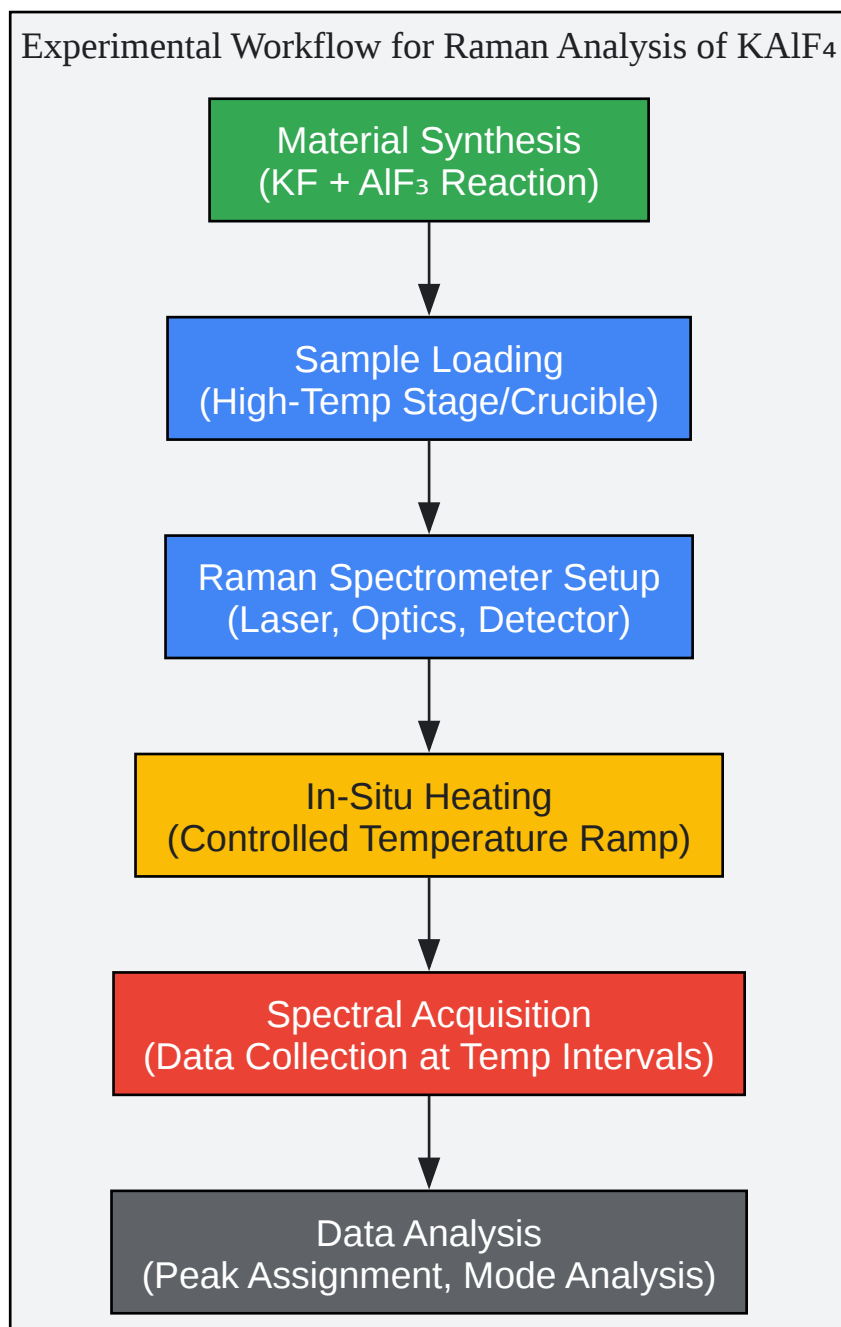 Experimental Workflow for Raman Analysis of KAlF₄
Material Synthesis
(KF + AlF₃ Reaction)
Sample Loading
(High-Temp Stage/Crucible)
Raman Spectrometer Setup
(Laser, Optics, Detector)
In-Situ Heating
(Controlled Temperature Ramp)
Spectral Acquisition
(Data Collection at Temp Intervals)
Data Analysis
(Peak Assignment, Mode Analysis)